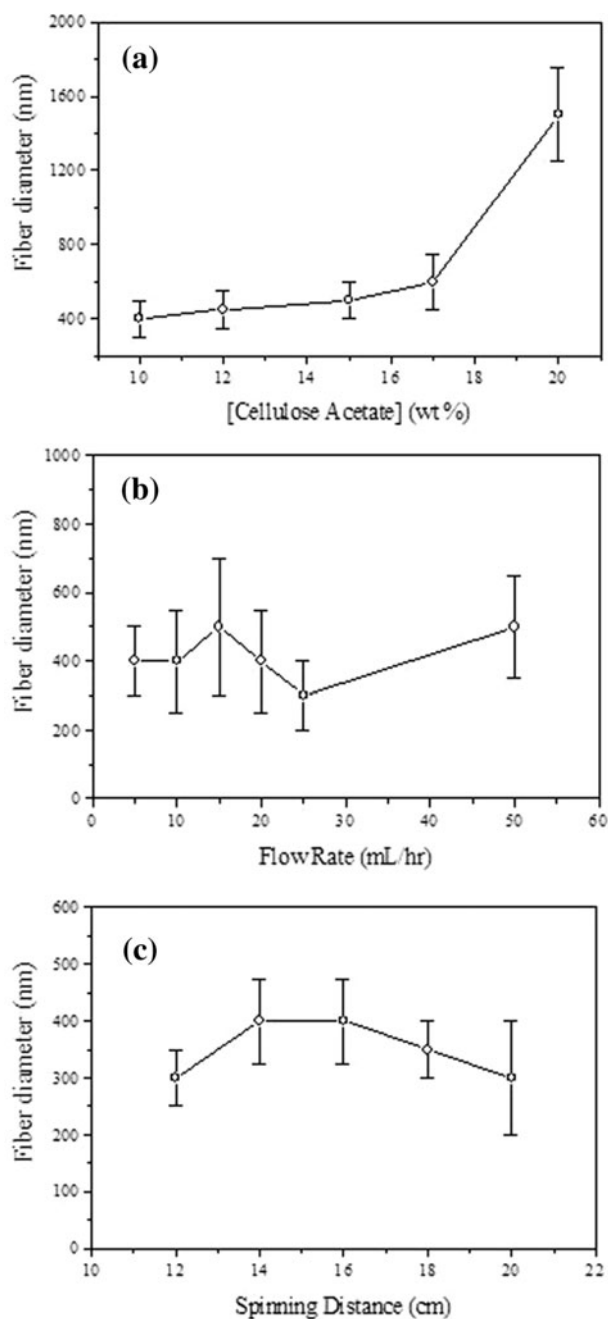 (a)
Fiber diameter (nm)
2000
1600
1200
800
400
10 12 14 16 18 20
[Cellulose Acetate] (wt %)
(b)
Fiber diameter (nm)
1000
800
600
400
200
0
0 10 20 30 40 50 60
Flow Rate (mL/hr)
(c)
Fiber diameter (nm)
600
500
400
300
200
100
0
10 12 14 16 18 20 22
Spinning Distance (cm)